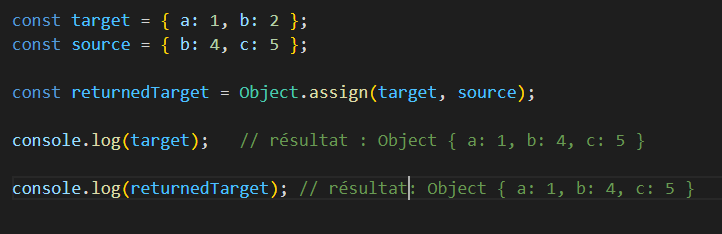 const target = { a: 1, b: 2 };
const source = { b: 4, c: 5 };
const returnedTarget = Object.assign(target, source);
console.log(target);   // résultat : Object { a: 1, b: 4, c: 5 }
console.log(returnedTarget); // résultat: Object { a: 1, b: 4, c: 5 }